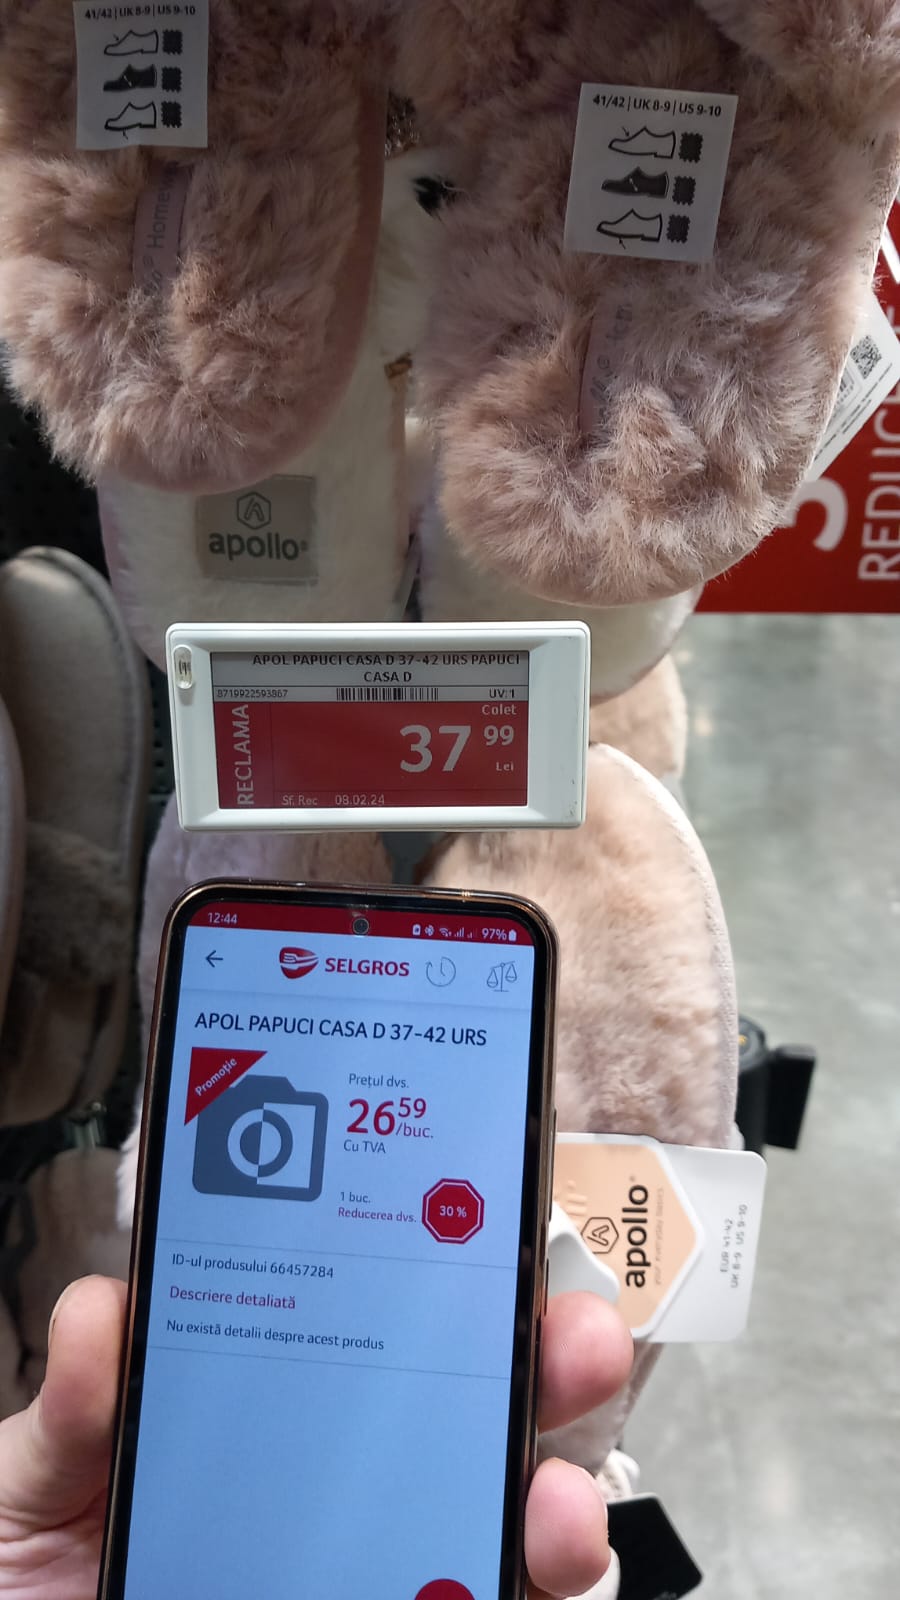 41/42 | UK 8-9 | US 9-10
41/42 | UK 8-9 | US 9-10
apollo
REDUCE
APOL PAPUCI CASA D 37-42 URS PAPUCI
CASA D
8719922593867
UV:1
Colet
RECLAMA
37 99
Lei
Sf. Rec 08.02.24
12:44
97%
SELGROS
APOL PAPUCI CASA D 37-42 URS
Promoție
Prețul dvs.
26 59 /buc.
Cu TVA
1 buc.
Reducerea dvs.
30 %
ID-ul produsului 66457284
Descriere detaliată
Nu există detalii despre acest produs
apollo
your everyday basics
EUR 41-42
UK 8-9 US 9-10